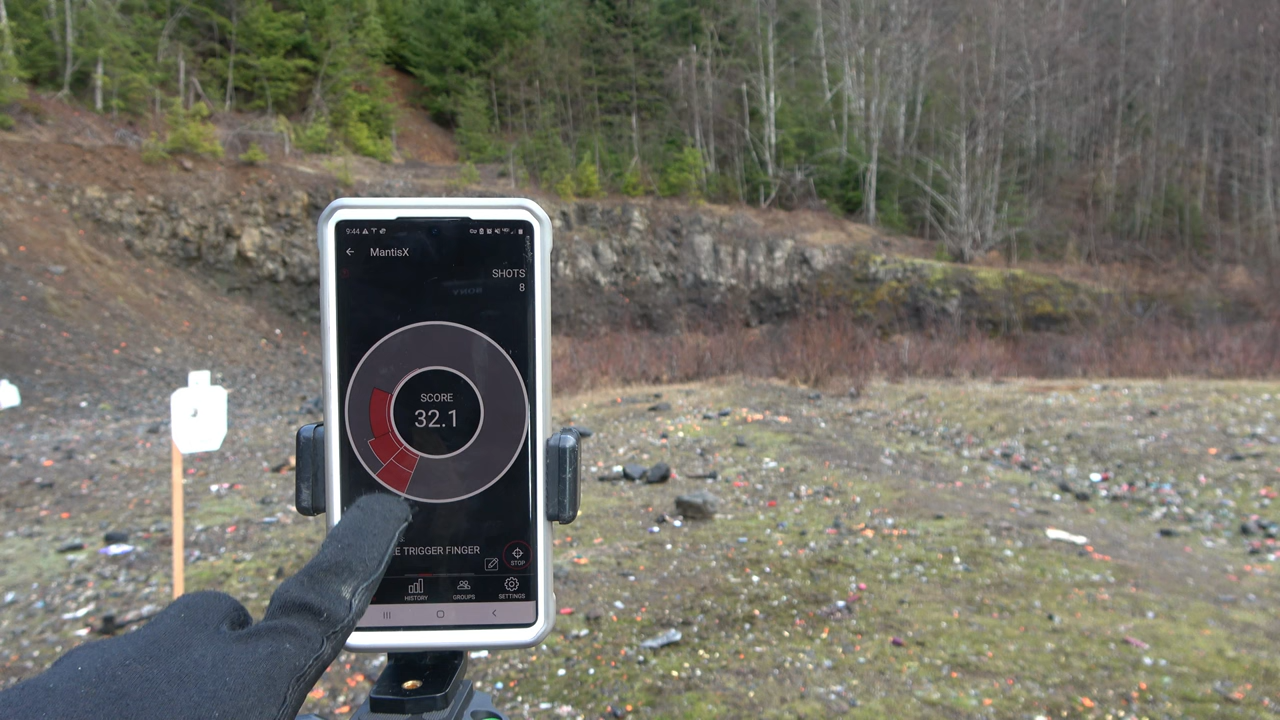 9:44
MantisX
SHOTS
8
SCORE
32.1
E TRIGGER FINGER
STOP
HISTORY
GROUPS
SETTINGS